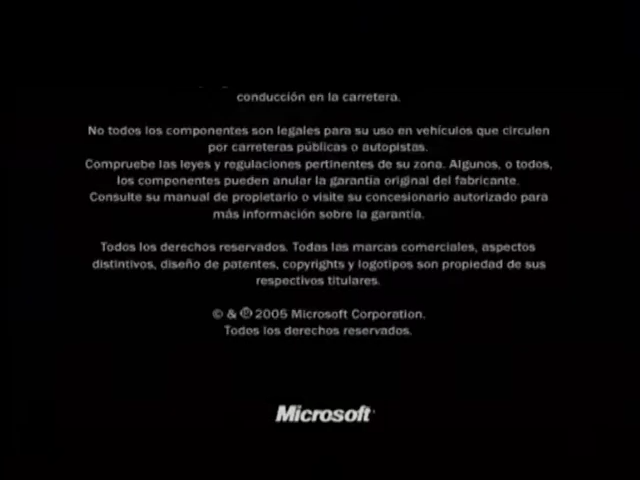 conducción en la carretera.
No todos los componentes son legales para su uso en vehículos que circulen
por carreteras públicas o autopistas.
Compruebe las leyes y regulaciones pertinentes de su zona. Algunos, o todos,
los componentes pueden anular la garantía original del fabricante.
Consulte su manual de propietario o visite su concesionario autorizado para
más información sobre la garantía.
Todos los derechos reservados. Todas las marcas comerciales, aspectos
distintivos, diseño de patentes, copyrights y logotipos son propiedad de sus
respectivos titulares.
© & ℗ 2005 Microsoft Corporation.
Todos los derechos reservados.
Microsoft